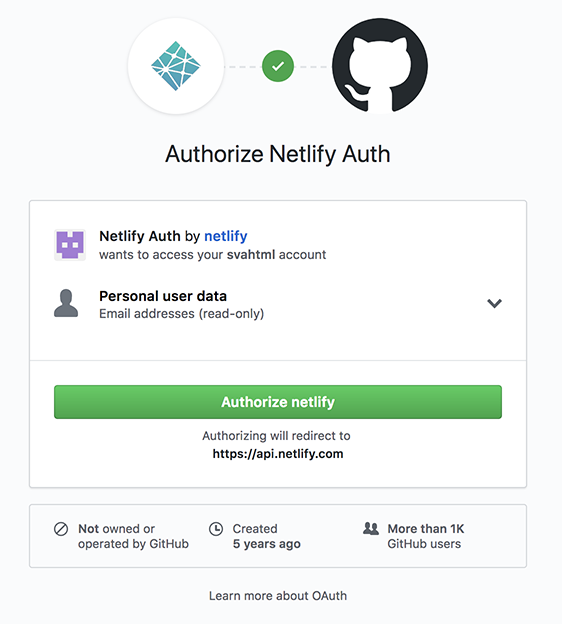 Authorize Netlify Auth
Netlify Auth by netlify
wants to access your svahtml account
Personal user data
Email addresses (read-only)
Authorize netlify
Authorizing will redirect to
https://api.netlify.com
Not owned or
operated by GitHub
Created
5 years ago
More than 1K
GitHub users
Learn more about OAuth